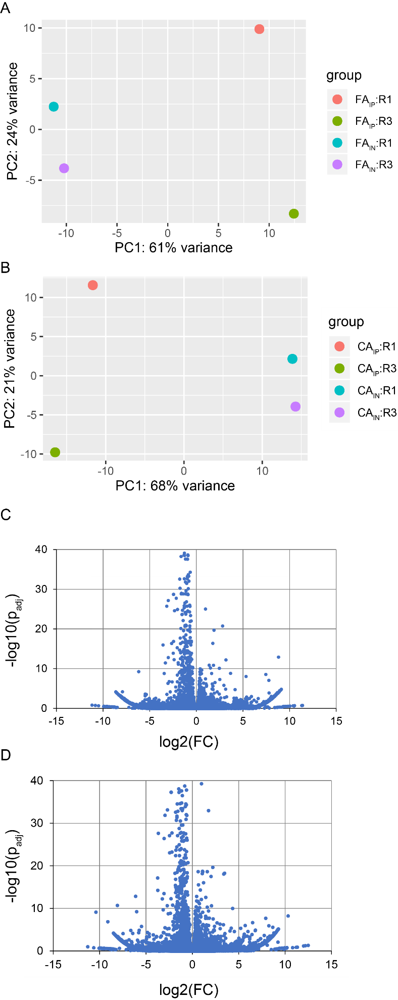 A
10
5
0
-5
PC2: 24% variance
-10 -5 0 5 10
PC1: 61% variance
group
FAIP:R1
FAIP:R3
FAIN:R1
FAIN:R3
B
10
5
0
-5
-10
PC2: 21% variance
-10 0 10
PC1: 68% variance
group
CAIP:R1
CAIP:R3
CAIN:R1
CAIN:R3
C
40
30
20
10
0
-log10(padj)
-15 -10 -5 0 5 10 15
log2(FC)
D
40
30
20
10
0
-log10(padj)
-15 -10 -5 0 5 10 15
log2(FC)